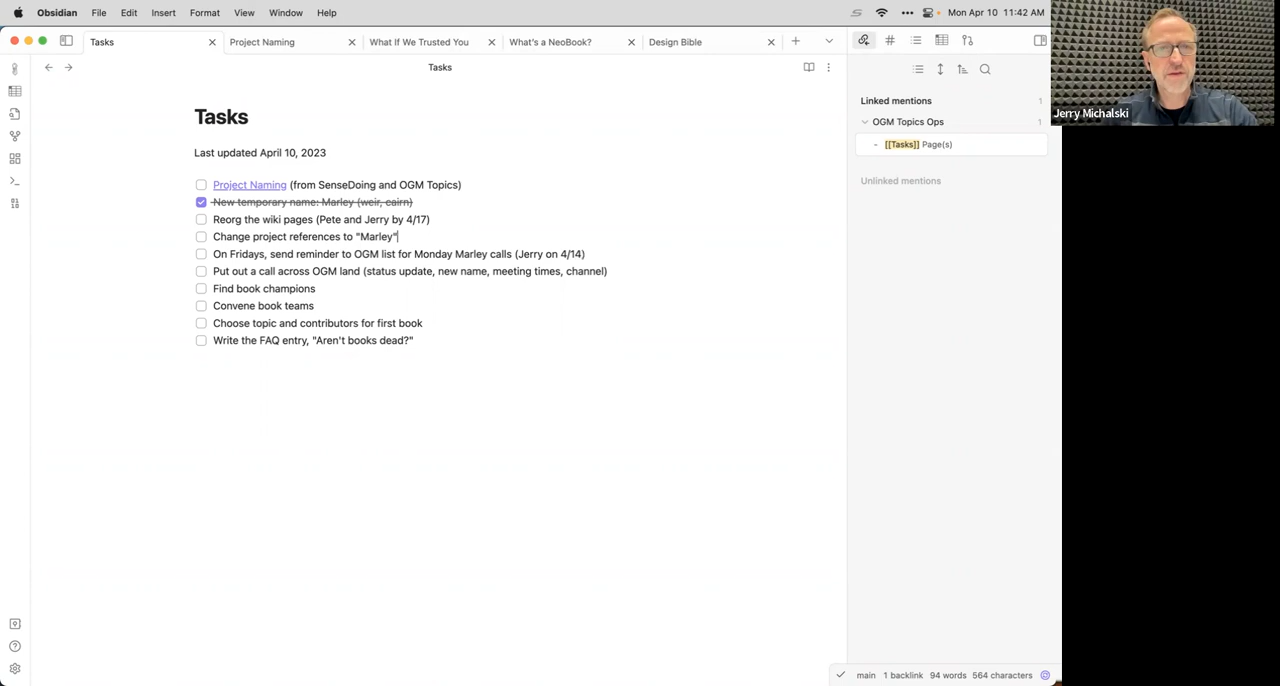 Obsidian File Edit Insert Format View Window Help Mon Apr 10 11:42 AM
Tasks Project Naming What If We Trusted You What's a NeoBook? Design Bible
Tasks
Jerry Michalski
Tasks
Last updated April 10, 2023
Project Naming (from SenseDoing and OGM Topics)
New temporary name: Marley (weir, cairn)
Reorg the wiki pages (Pete and Jerry by 4/17)
Change project references to "Marley"
On Fridays, send reminder to OGM list for Monday Marley calls (Jerry on 4/14)
Put out a call across OGM land (status update, new name, meeting times, channel)
Find book champions
Convene book teams
Choose topic and contributors for first book
Write the FAQ entry, "Aren't books dead?"
Linked mentions 1
OGM Topics Ops 1
- [[Tasks]] Page(s)
Unlinked mentions
main 1 backlink 94 words 564 characters